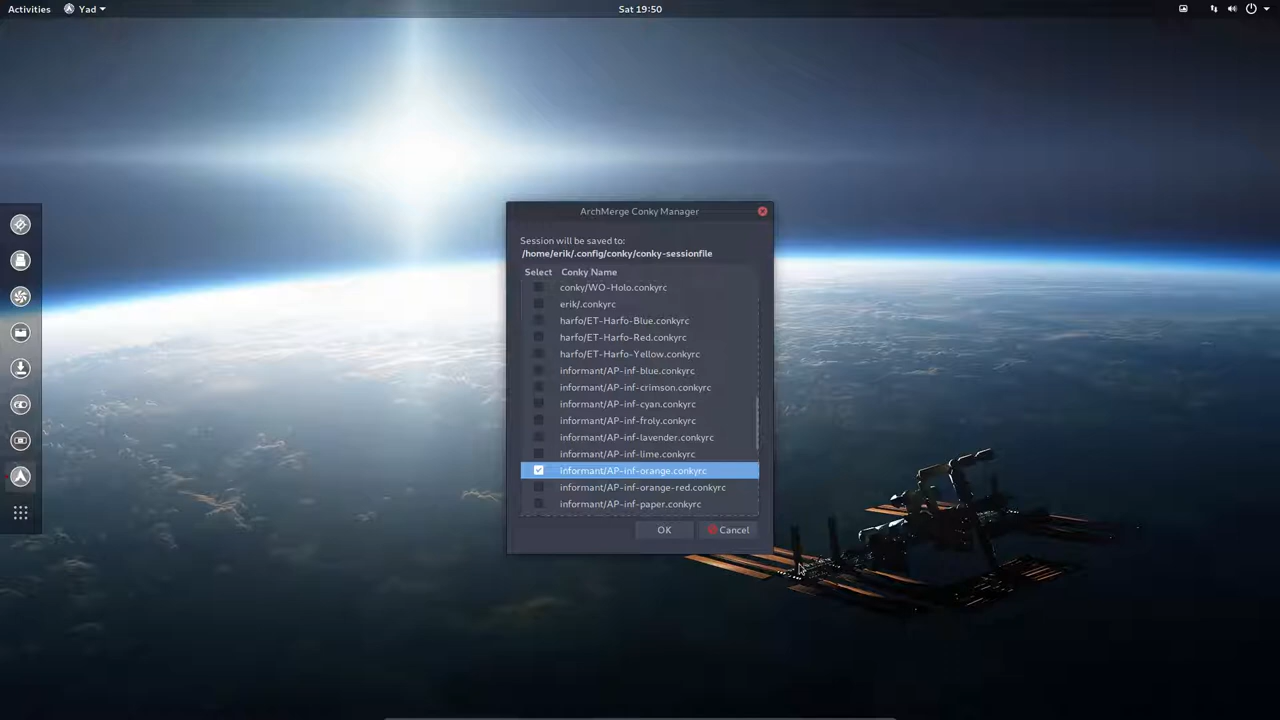 Activities Yad Sat 19:50
ArchMerge Conky Manager
Session will be saved to:
/home/erik/.config/conky/conky-sessionfile
Select Conky Name
conky/WO-Holo.conkyrc
erik/.conkyrc
harfo/ET-Harfo-Blue.conkyrc
harfo/ET-Harfo-Red.conkyrc
harfo/ET-Harfo-Yellow.conkyrc
informant/AP-inf-blue.conkyrc
informant/AP-inf-crimson.conkyrc
informant/AP-inf-cyan.conkyrc
informant/AP-inf-froly.conkyrc
informant/AP-inf-lavender.conkyrc
informant/AP-inf-lime.conkyrc
informant/AP-inf-orange.conkyrc
informant/AP-inf-orange-red.conkyrc
informant/AP-inf-paper.conkyrc
OK Cancel